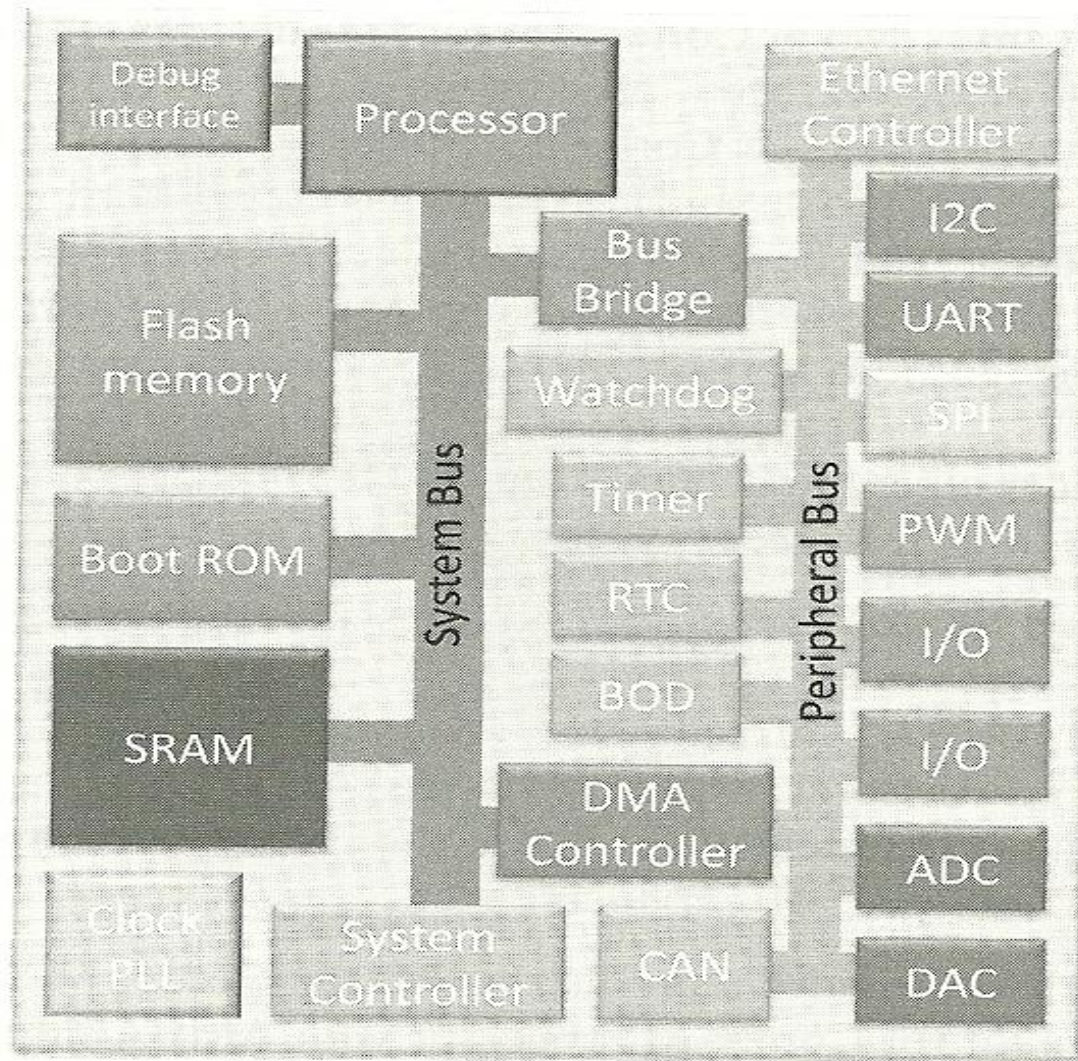 Debug
interface
Processor
Ethernet
Controller
I2C
Bus
Bridge
UART
Flash
memory
Watchdog
SPI
System Bus
Peripheral Bus
Timer
PWM
Boot ROM
RTC
I/O
BOD
SRAM
I/O
DMA
Controller
ADC
Clock
PLL
System
Controller
CAN
DAC